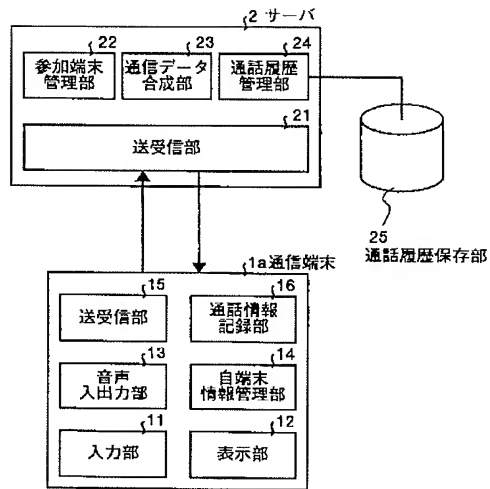 2 サーバ
22
参加端末
管理部
23
通信データ
合成部
24
通話履歴
管理部
21
送受信部
25
通話履歴保存部
1a通信端末
15
送受信部
16
通話情報
記録部
13
音声
入出力部
14
自端末
情報管理部
11
入力部
12
表示部